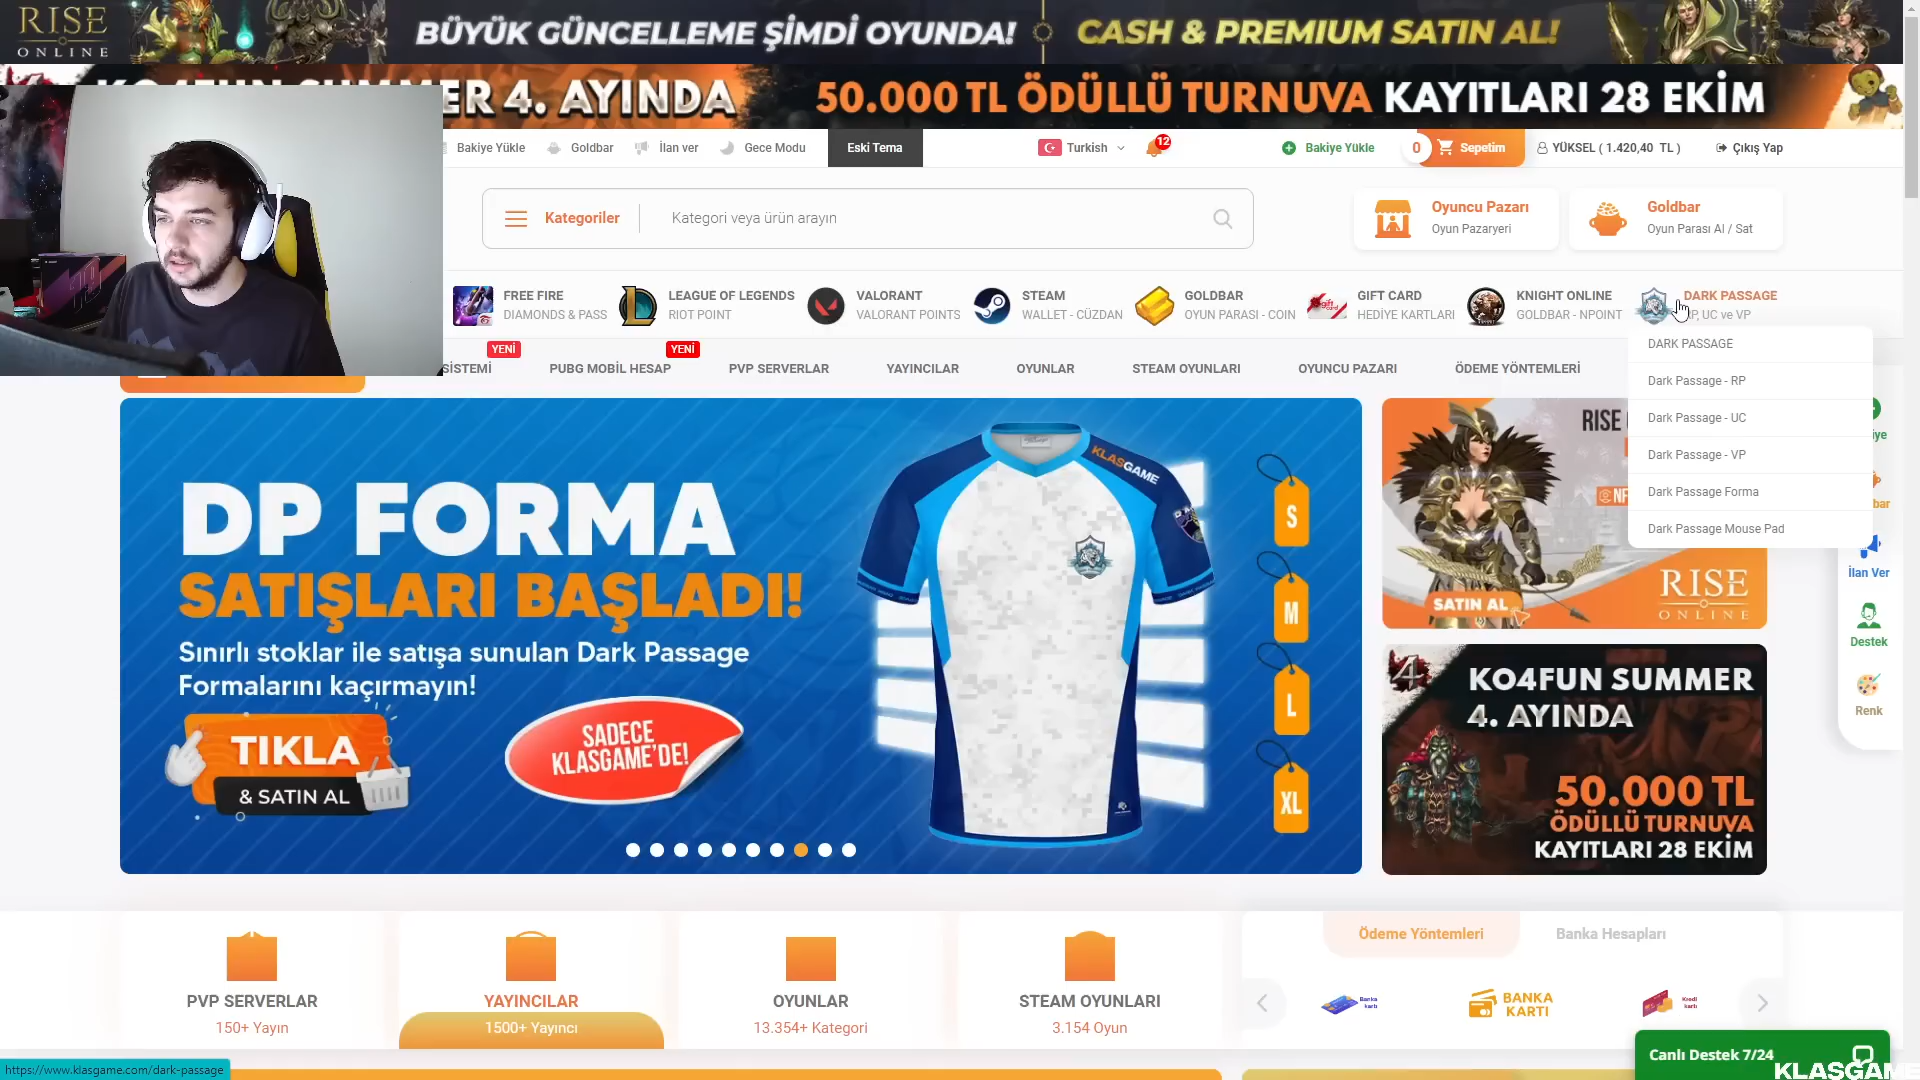 RISE
ONLINE
BÜYÜK GÜNCELLEME ŞİMDİ OYUNDA!
CASH & PREMIUM SATIN AL!
ER 4. AYINDA
50.000 TL ÖDÜLLÜ TURNUVA KAYITLARI 28 EKİM
Bakiye Yükle
Goldbar
İlan ver
Gece Modu
Eski Tema
Turkish
12
Bakiye Yükle
0
Sepetim
YÜKSEL ( 1.420,40 TL )
Çıkış Yap
Kategoriler
Kategori veya ürün arayın
Oyuncu Pazarı
Oyun Pazaryeri
Goldbar
Oyun Parası Al / Sat
FREE FIRE
DIAMONDS & PASS
LEAGUE OF LEGENDS
RIOT POINT
VALORANT
VALORANT POINTS
STEAM
WALLET - CÜZDAN
GOLDBAR
OYUN PARASI - COIN
GIFT CARD
HEDİYE KARTLARI
KNIGHT ONLINE
GOLDBAR - NPOINT
DARK PASSAGE
P, UC ve VP
YENİ
YENİ
SİSTEMİ
PUBG MOBİL HESAP
PVP SERVERLAR
YAYINCILAR
OYUNLAR
STEAM OYUNLARI
OYUNCU PAZARI
ÖDEME YÖNTEMLERİ
DARK PASSAGE
Dark Passage - RP
Dark Passage - UC
Dark Passage - VP
Dark Passage Forma
Dark Passage Mouse Pad
DP FORMA
SATIŞLARI BAŞLADI!
Sınırlı stoklar ile satışa sunulan Dark Passage
Formalarını kaçırmayın!
TIKLA
& SATIN AL
SADECE
KLASGAME'DE!
KLASGAME
S
M
L
XL
RISE
NF
SATIN AL
RISE
ONLINE
4
KO4FUN SUMMER
4. AYINDA
50.000 TL
ÖDÜLLÜ TURNUVA
KAYITLARI 28 EKİM
iye
bar
İlan Ver
Destek
Renk
PVP SERVERLAR
150+ Yayın
YAYINCILAR
1500+ Yayıncı
OYUNLAR
13.354+ Kategori
STEAM OYUNLARI
3.154 Oyun
Ödeme Yöntemleri
Banka Hesapları
Banka
kartı
BANKA
KARTI
Kredi
kartı
Canlı Destek 7/24
KLASGAME
https://www.klasgame.com/dark-passage